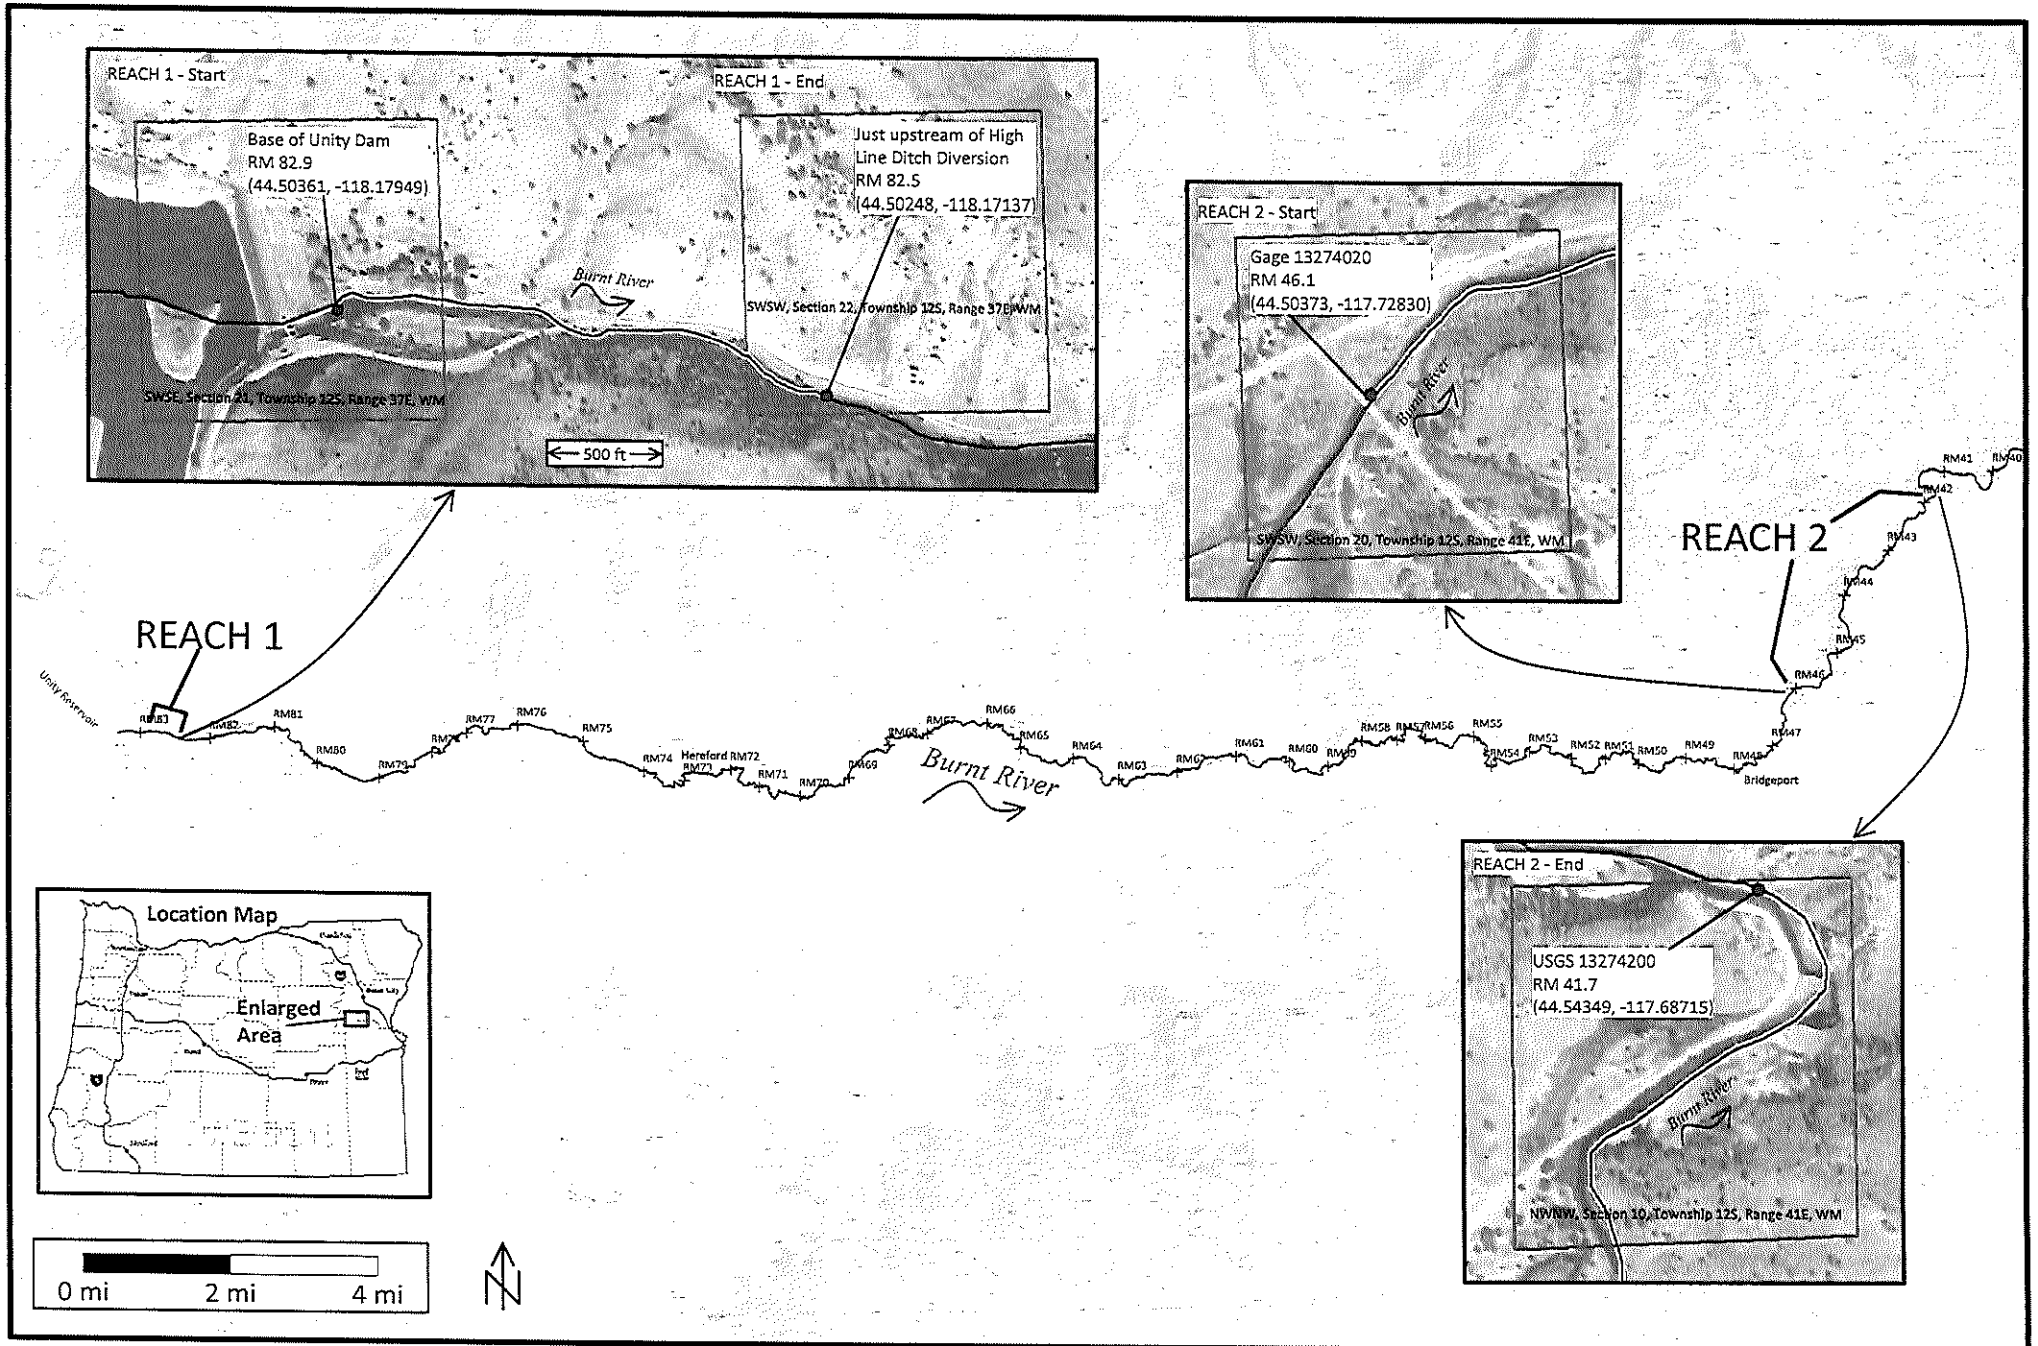 REACH 1 - Start
REACH 1 - End
Base of Unity Dam
RM 82.9
(44.50361, -118.17949)
Just upstream of High
Line Ditch Diversion
RM 82.5
(44.50248, -118.17137)
Burnt River
SWSW, Section 22, Township 12S, Range 37E, WM
SWSE, Section 21, Township 12S, Range 37E, WM
500 ft
REACH 2 - Start
Gage 13274020
RM 46.1
(44.50373, -117.72830)
Burnt River
SWSW, Section 20, Township 12S, Range 41E, WM
RM41
RM40
RM42
REACH 2
RM43
RM44
RM45
RM46
RM47
REACH 1
Unity Reservoir
RM83
RM82
RM81
RM80
RM79
RM77
RM76
RM75
RM74
RM73
Hereford
RM72
RM71
RM70
RM69
RM68
RM67
RM66
RM65
RM64
RM63
RM62
RM61
RM60
RM59
RM58
RM57
RM56
RM55
RM54
RM53
RM52
RM51
RM50
RM49
RM48
Bridgeport
Burnt River
REACH 2 - End
USGS 13274200
RM 41.7
(44.54349, -117.68715)
Burnt River
NWNW, Section 10, Township 12S, Range 41E, WM
Location Map
Enlarged
Area
0 mi
2 mi
4 mi
N